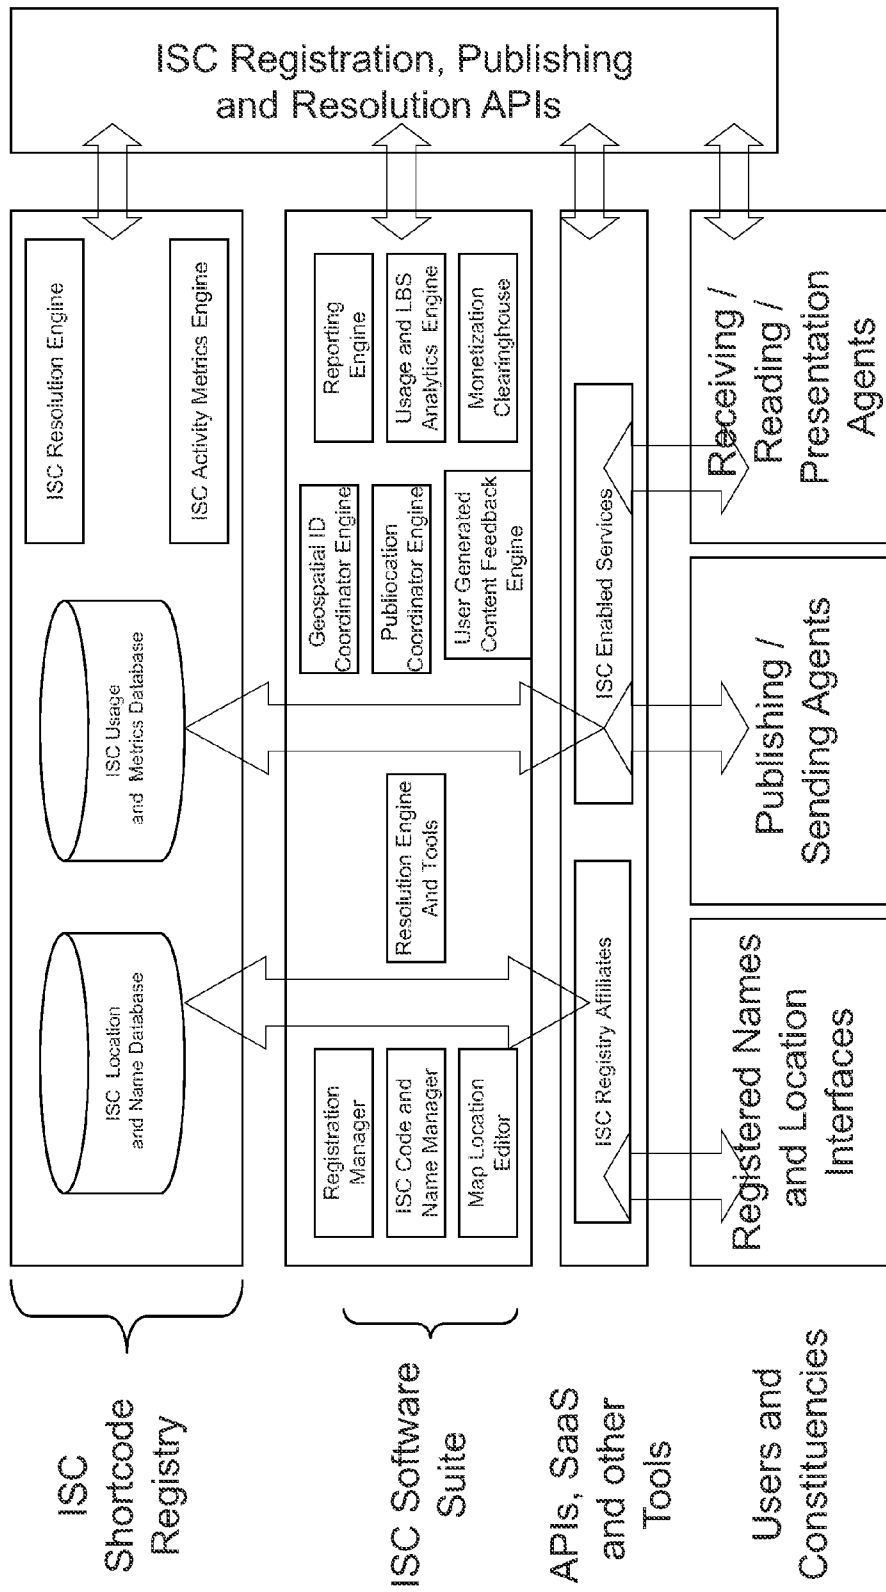 ISC
Shortcode
Registry
ISC Location
and Name Database
ISC Usage
and Metrics Database
ISC Resolution Engine
ISC Activity Metrics Engine
ISC Registration, Publishing
and Resolution APIs
ISC Software
Suite
Registration
Manager
ISC Code and
Name Manager
Map Location
Editor
Resolution Engine
And Tools
Geospatial ID
Coordinator Engine
Publocation
Coordinator Engine
User Generated
Content Feedback
Engine
Reporting
Engine
Usage and LBS
Analytics Engine
Monetization
Clearinghouse
APIs, SaaS
and other
Tools
ISC Registry Affiliates
ISC Enabled Services
Users and
Constituencies
Registered Names
and Location
Interfaces
Publishing /
Sending Agents
Receiving /
Reading /
Presentation
Agents